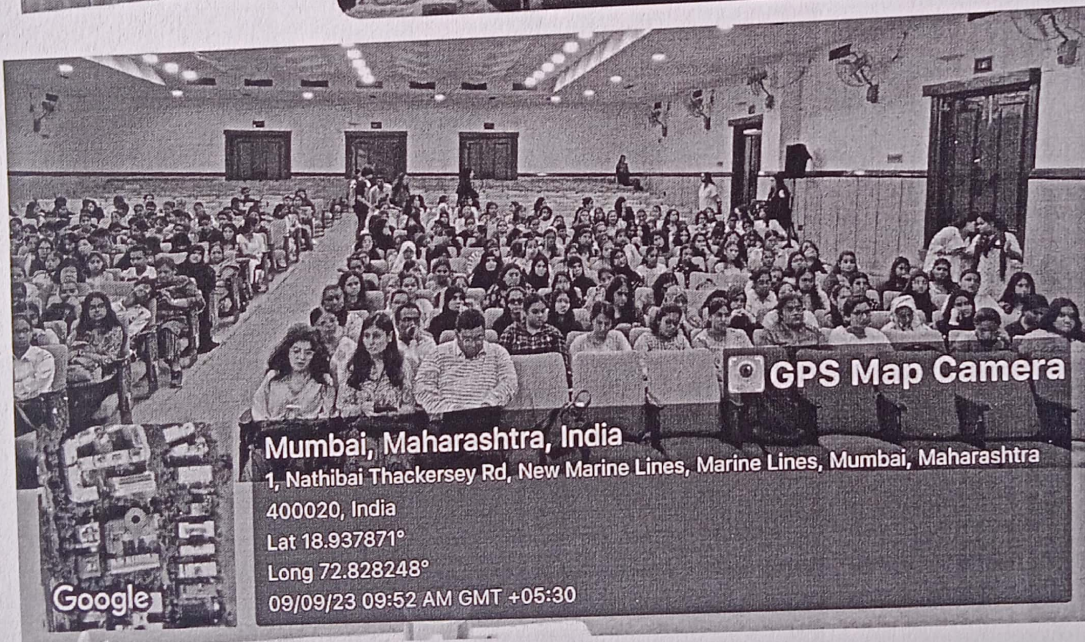 GPS Map Camera
Mumbai, Maharashtra, India
1, Nathibai Thackersey Rd, New Marine Lines, Marine Lines, Mumbai, Maharashtra
400020, India
Lat 18.937871°
Long 72.828248°
09/09/23 09:52 AM GMT +05:30
Google